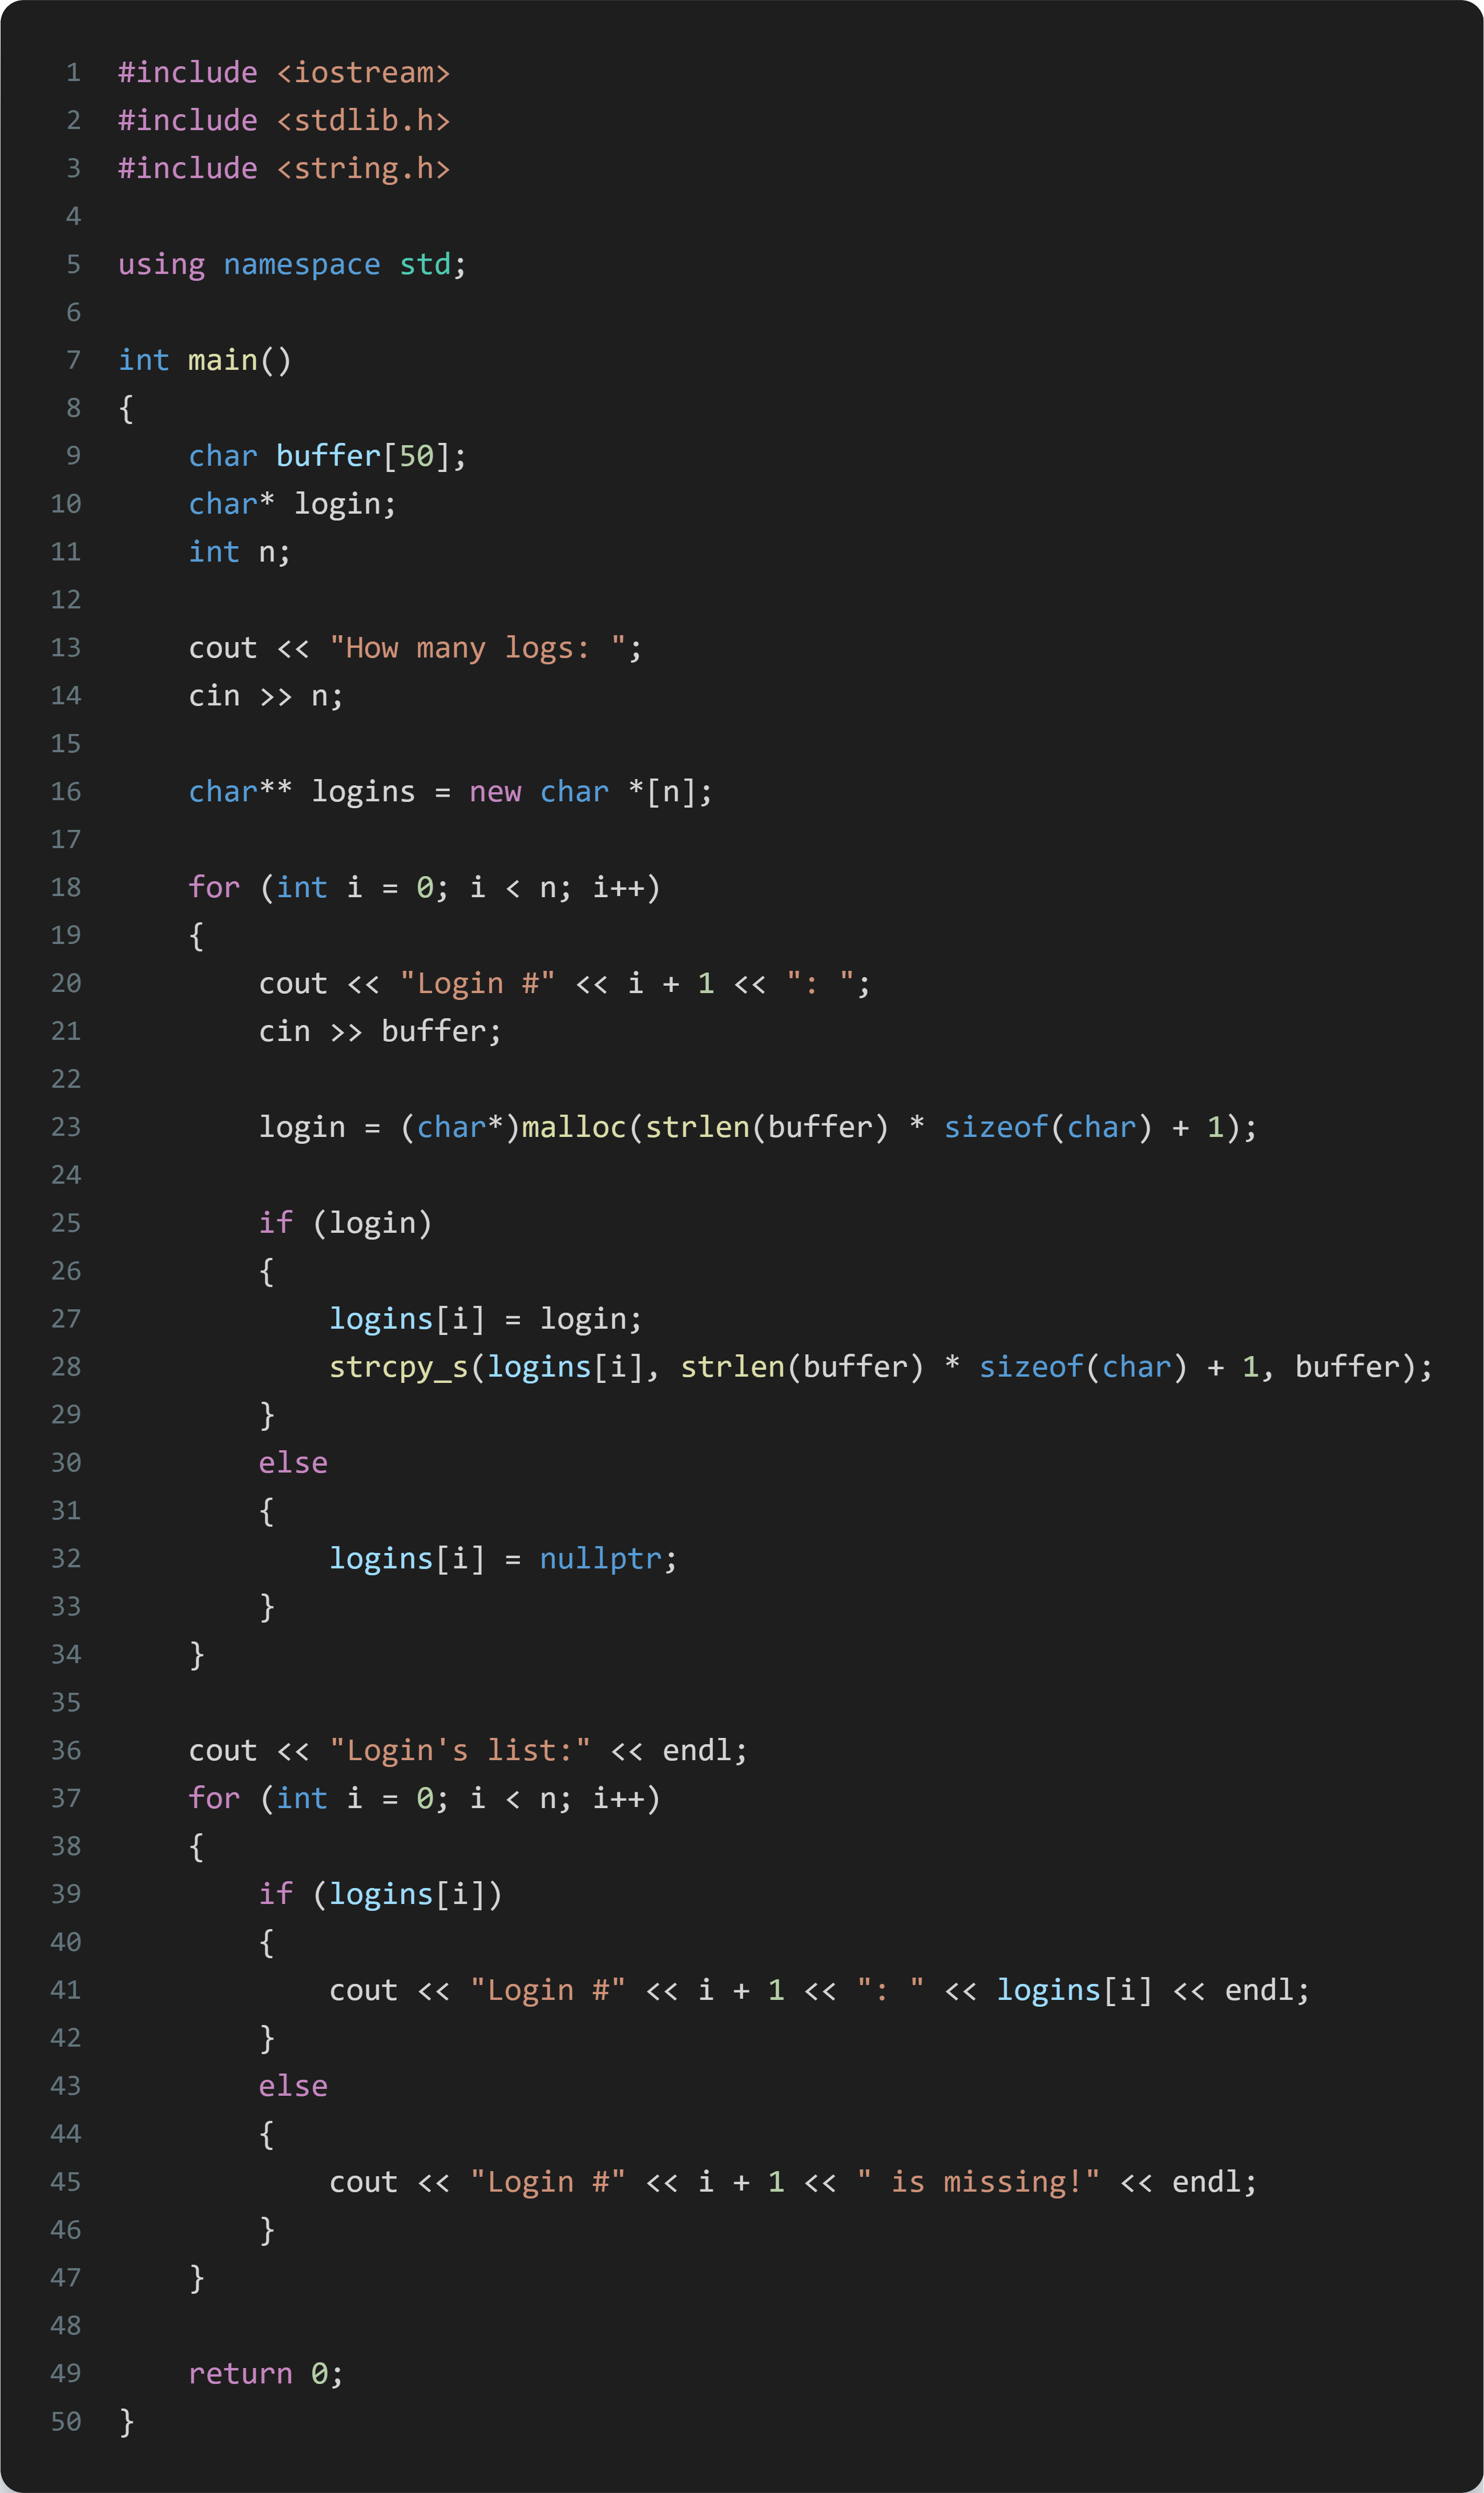 1 #include <iostream>
2 #include <stdlib.h>
3 #include <string.h>
4
5 using namespace std;
6
7 int main()
8 {
9     char buffer[50];
10     char* login;
11     int n;
12
13     cout << "How many logs: ";
14     cin >> n;
15
16     char** logins = new char *[n];
17
18     for (int i = 0; i < n; i++)
19     {
20         cout << "Login #" << i + 1 << ": ";
21         cin >> buffer;
22
23         login = (char*)malloc(strlen(buffer) * sizeof(char) + 1);
24
25         if (login)
26         {
27             logins[i] = login;
28             strcpy_s(logins[i], strlen(buffer) * sizeof(char) + 1, buffer);
29         }
30         else
31         {
32             logins[i] = nullptr;
33         }
34     }
35
36     cout << "Login's list:" << endl;
37     for (int i = 0; i < n; i++)
38     {
39         if (logins[i])
40         {
41             cout << "Login #" << i + 1 << ": " << logins[i] << endl;
42         }
43         else
44         {
45             cout << "Login #" << i + 1 << " is missing!" << endl;
46         }
47     }
48
49     return 0;
50 }